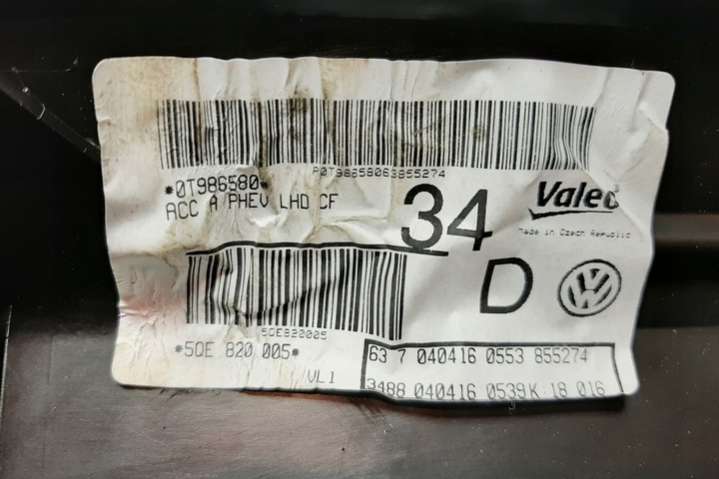 P0T98658063855274
*0T986580*
ACC A/PHEV LHD CF
34
Valeo
Made in Czech Republic
D
5QE820005
*5QE 820 005*
VL1
63 7 040416 0553 855274
3488 040416 0539K 18 016